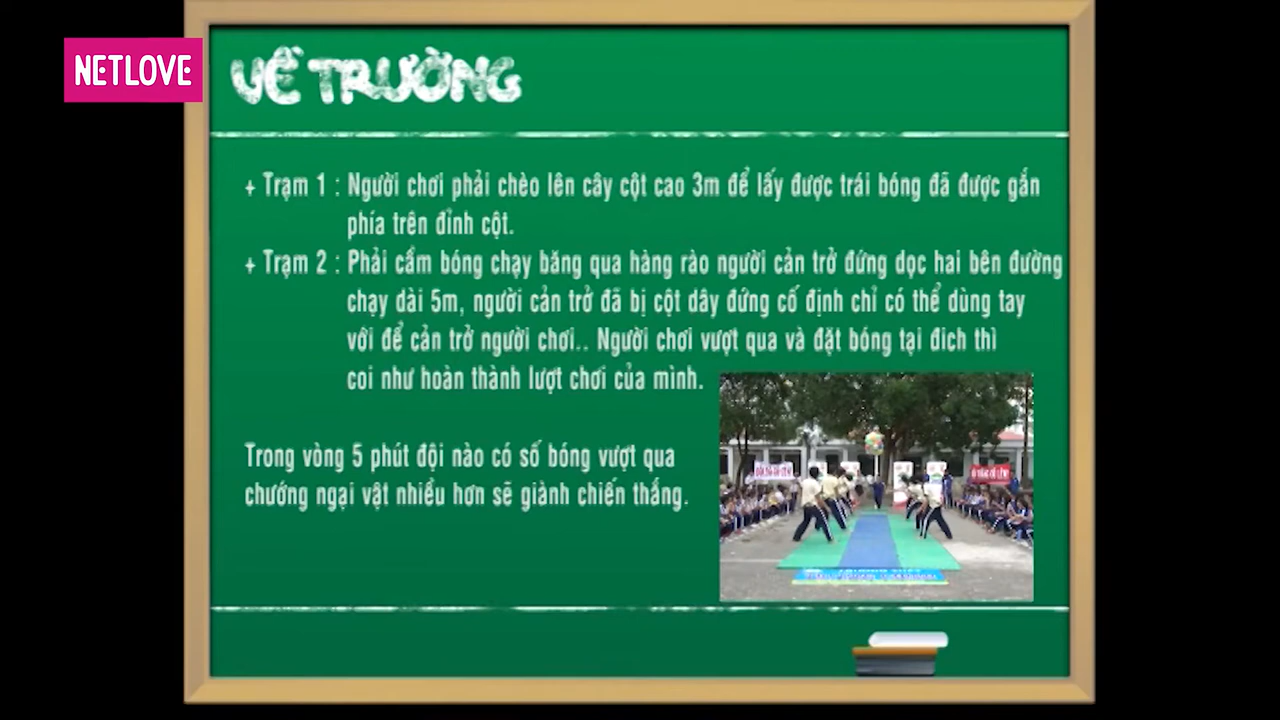 NETLOVE
VỀ TRƯỜNG
+ Trạm 1 : Người chơi phải chèo lên cây cột cao 3m để lấy được trái bóng đã được gắn
phía trên đỉnh cột.
+ Trạm 2 : Phải cầm bóng chạy băng qua hàng rào người cản trở đứng dọc hai bên đường
chạy dài 5m, người cản trở đã bị cột dây đứng cố định chỉ có thể dùng tay
với để cản trở người chơi.. Người chơi vượt qua và đặt bóng tại đich thì
coi như hoàn thành lượt chơi của mình.
Trong vòng 5 phút đội nào có số bóng vượt qua
chướng ngại vật nhiều hơn sẽ giành chiến thắng.